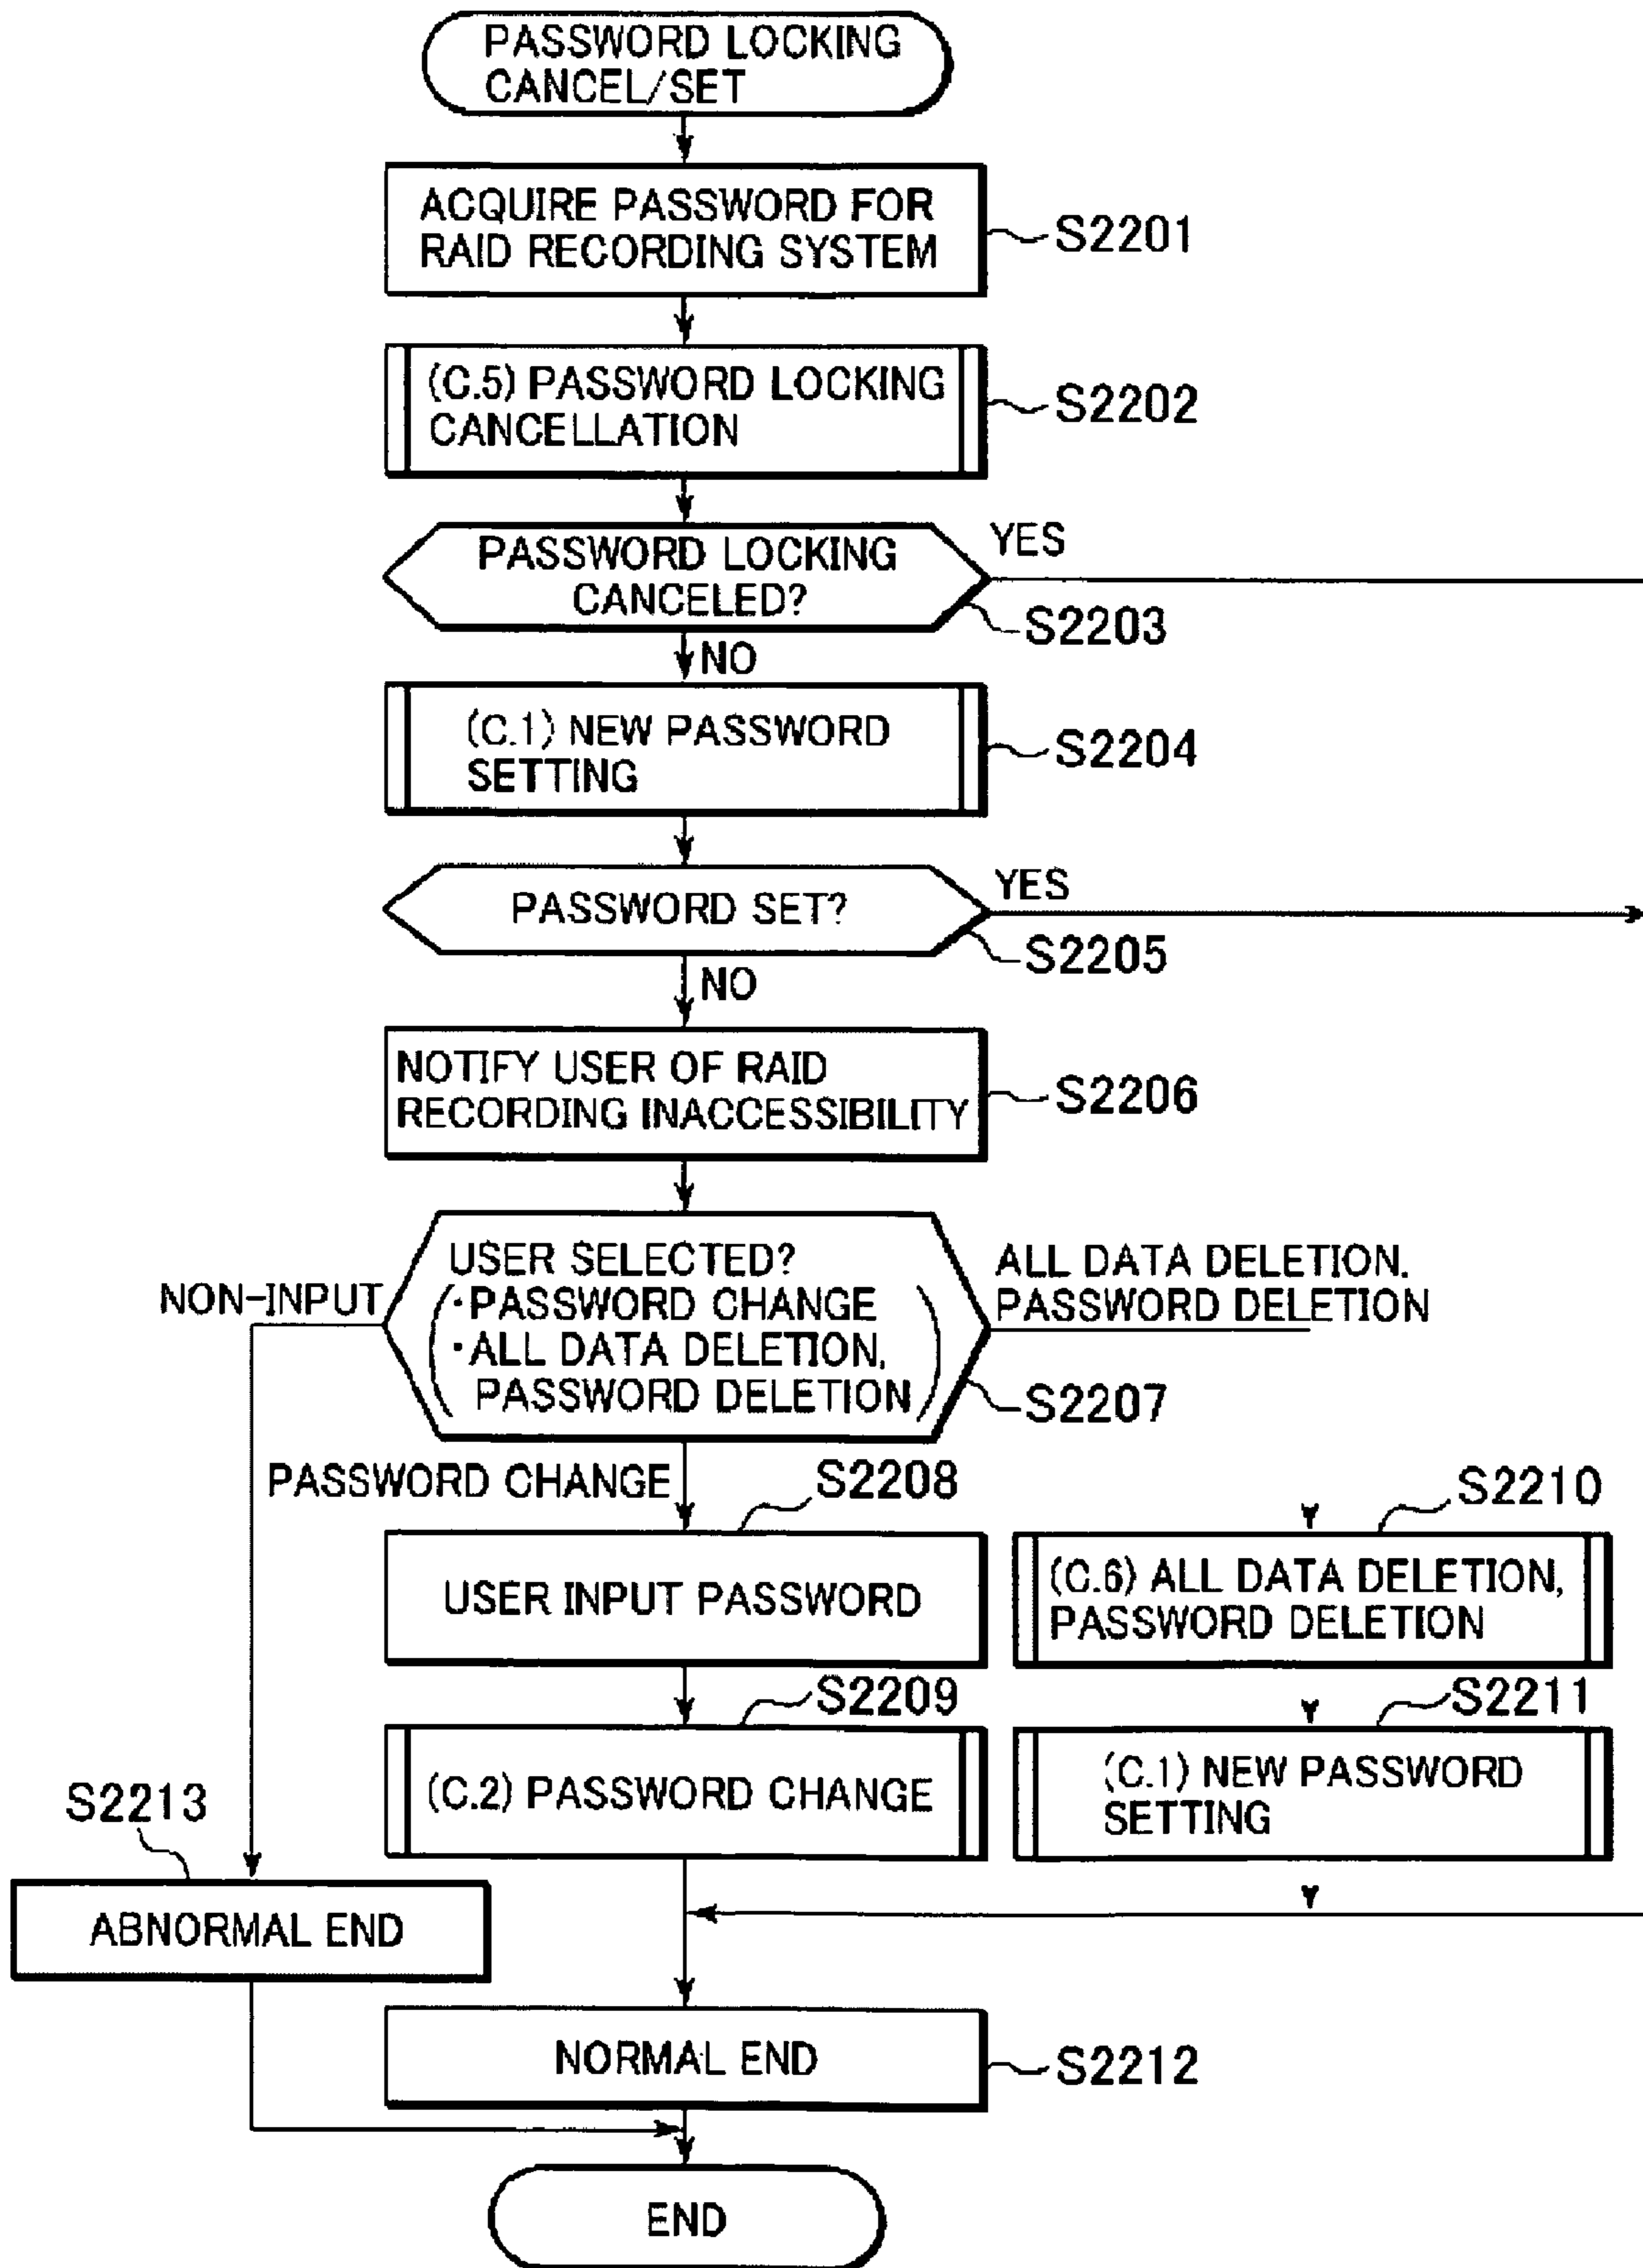 PASSWORD LOCKING
CANCEL/SET
ACQUIRE PASSWORD FOR
RAID RECORDING SYSTEM
S2201
(C.5) PASSWORD LOCKING
CANCELLATION
S2202
PASSWORD LOCKING
CANCELED?
YES
S2203
NO
(C.1) NEW PASSWORD
SETTING
S2204
PASSWORD SET?
YES
S2205
NO
NOTIFY USER OF RAID
RECORDING INACCESSIBILITY
S2206
USER SELECTED?
(・PASSWORD CHANGE
・ALL DATA DELETION,
PASSWORD DELETION)
NON-INPUT
ALL DATA DELETION.
PASSWORD DELETION
S2207
PASSWORD CHANGE
S2208
USER INPUT PASSWORD
S2210
(C.6) ALL DATA DELETION,
PASSWORD DELETION
S2209
(C.2) PASSWORD CHANGE
S2211
(C.1) NEW PASSWORD
SETTING
S2213
ABNORMAL END
NORMAL END
S2212
END